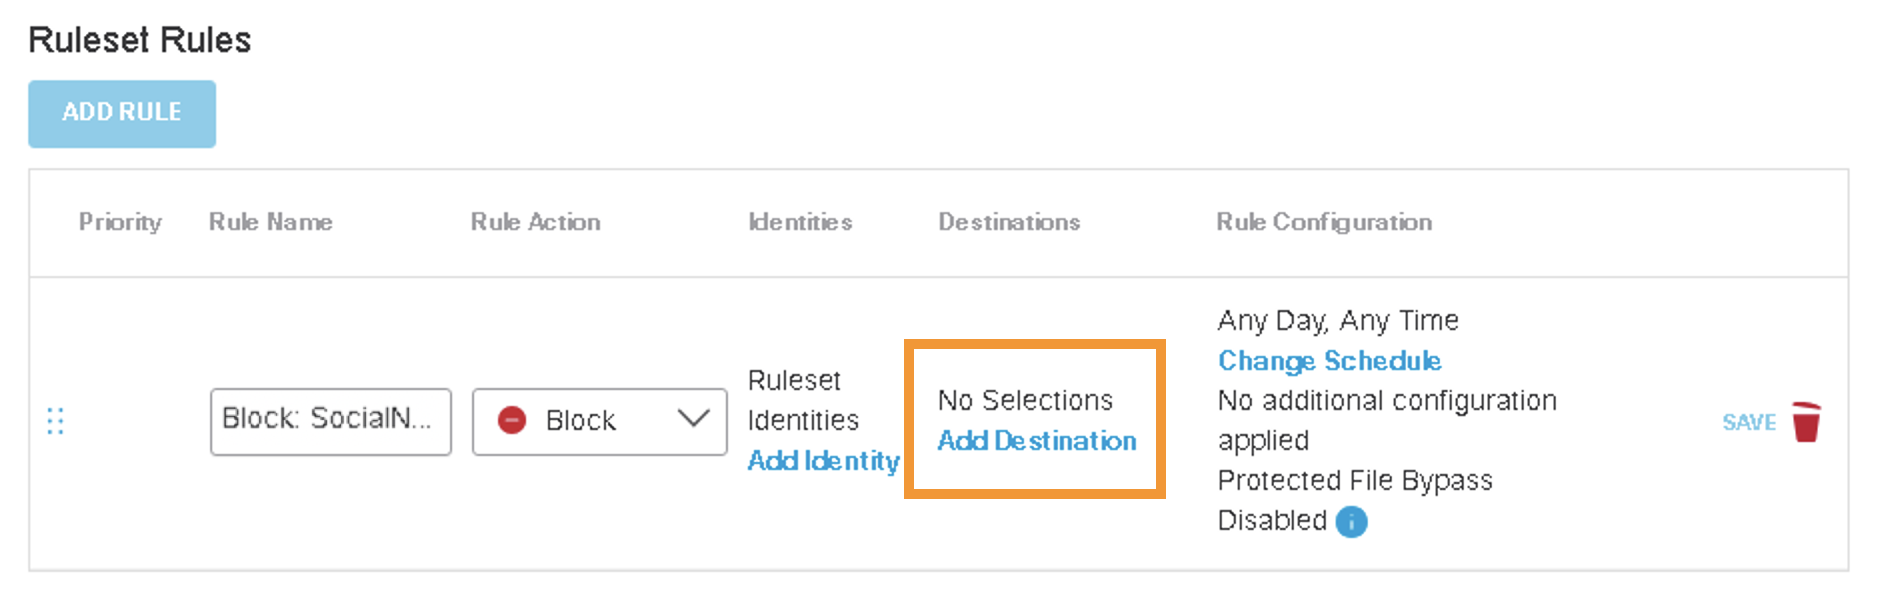 Ruleset Rules
ADD RULE
Priority Rule Name Rule Action Identities Destinations Rule Configuration
Block: SocialN...
Block
Ruleset
Identities
Add Identity
No Selections
Add Destination
Any Day, Any Time
Change Schedule
No additional configuration
applied
Protected File Bypass
Disabled
SAVE